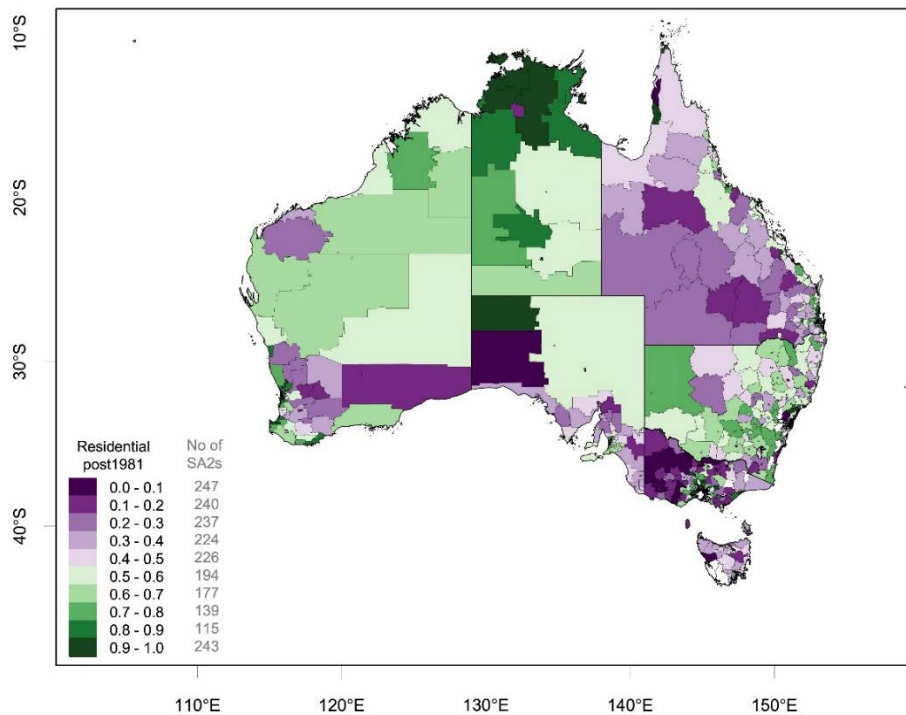 10°S
20°S
30°S
40°S
Residential No of
post1981 SA2s
0.0 - 0.1 247
0.1 - 0.2 240
0.2 - 0.3 237
0.3 - 0.4 224
0.4 - 0.5 226
0.5 - 0.6 194
0.6 - 0.7 177
0.7 - 0.8 139
0.8 - 0.9 115
0.9 - 1.0 243
110°E 120°E 130°E 140°E 150°E